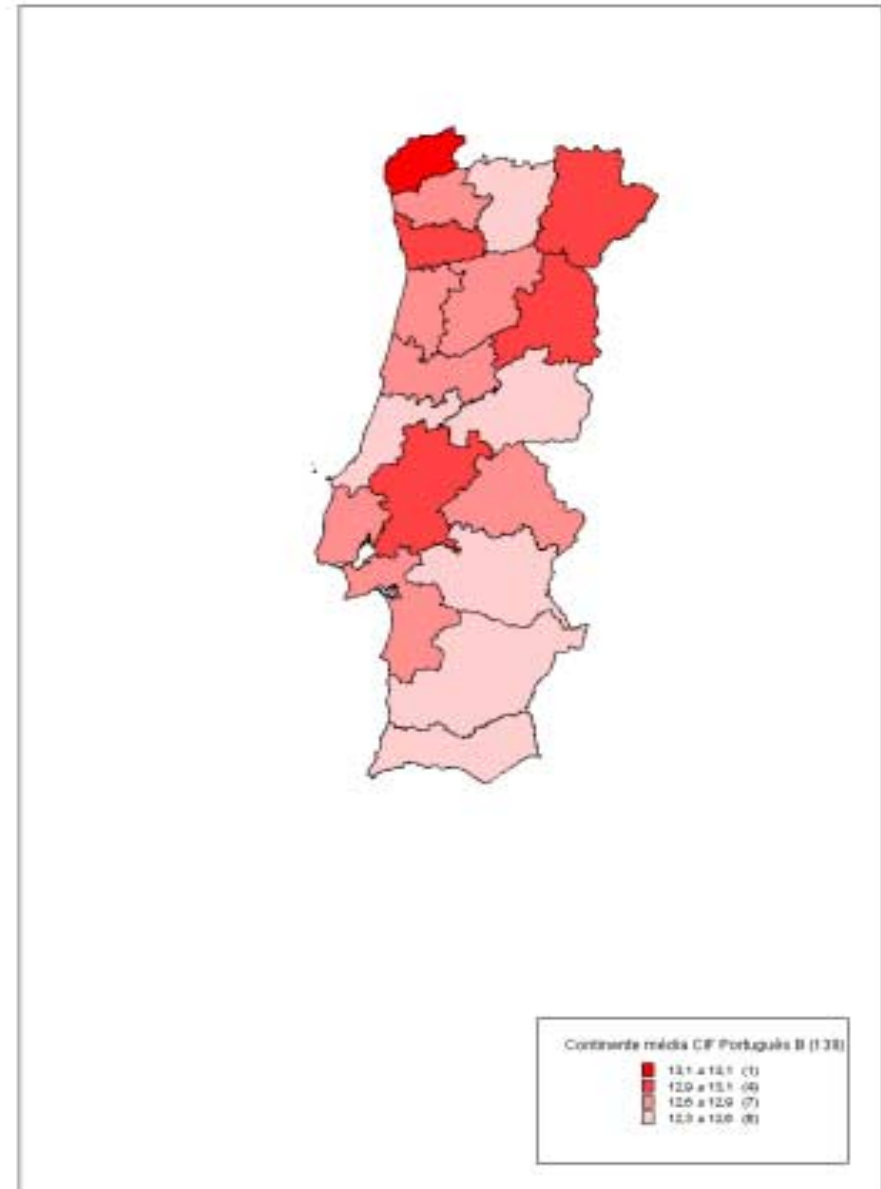 Continente média CIF Português B (138)
13,1 a 13,1 (1)
12,9 a 13,1 (4)
12,6 a 12,9 (7)
12,3 a 12,6 (6)